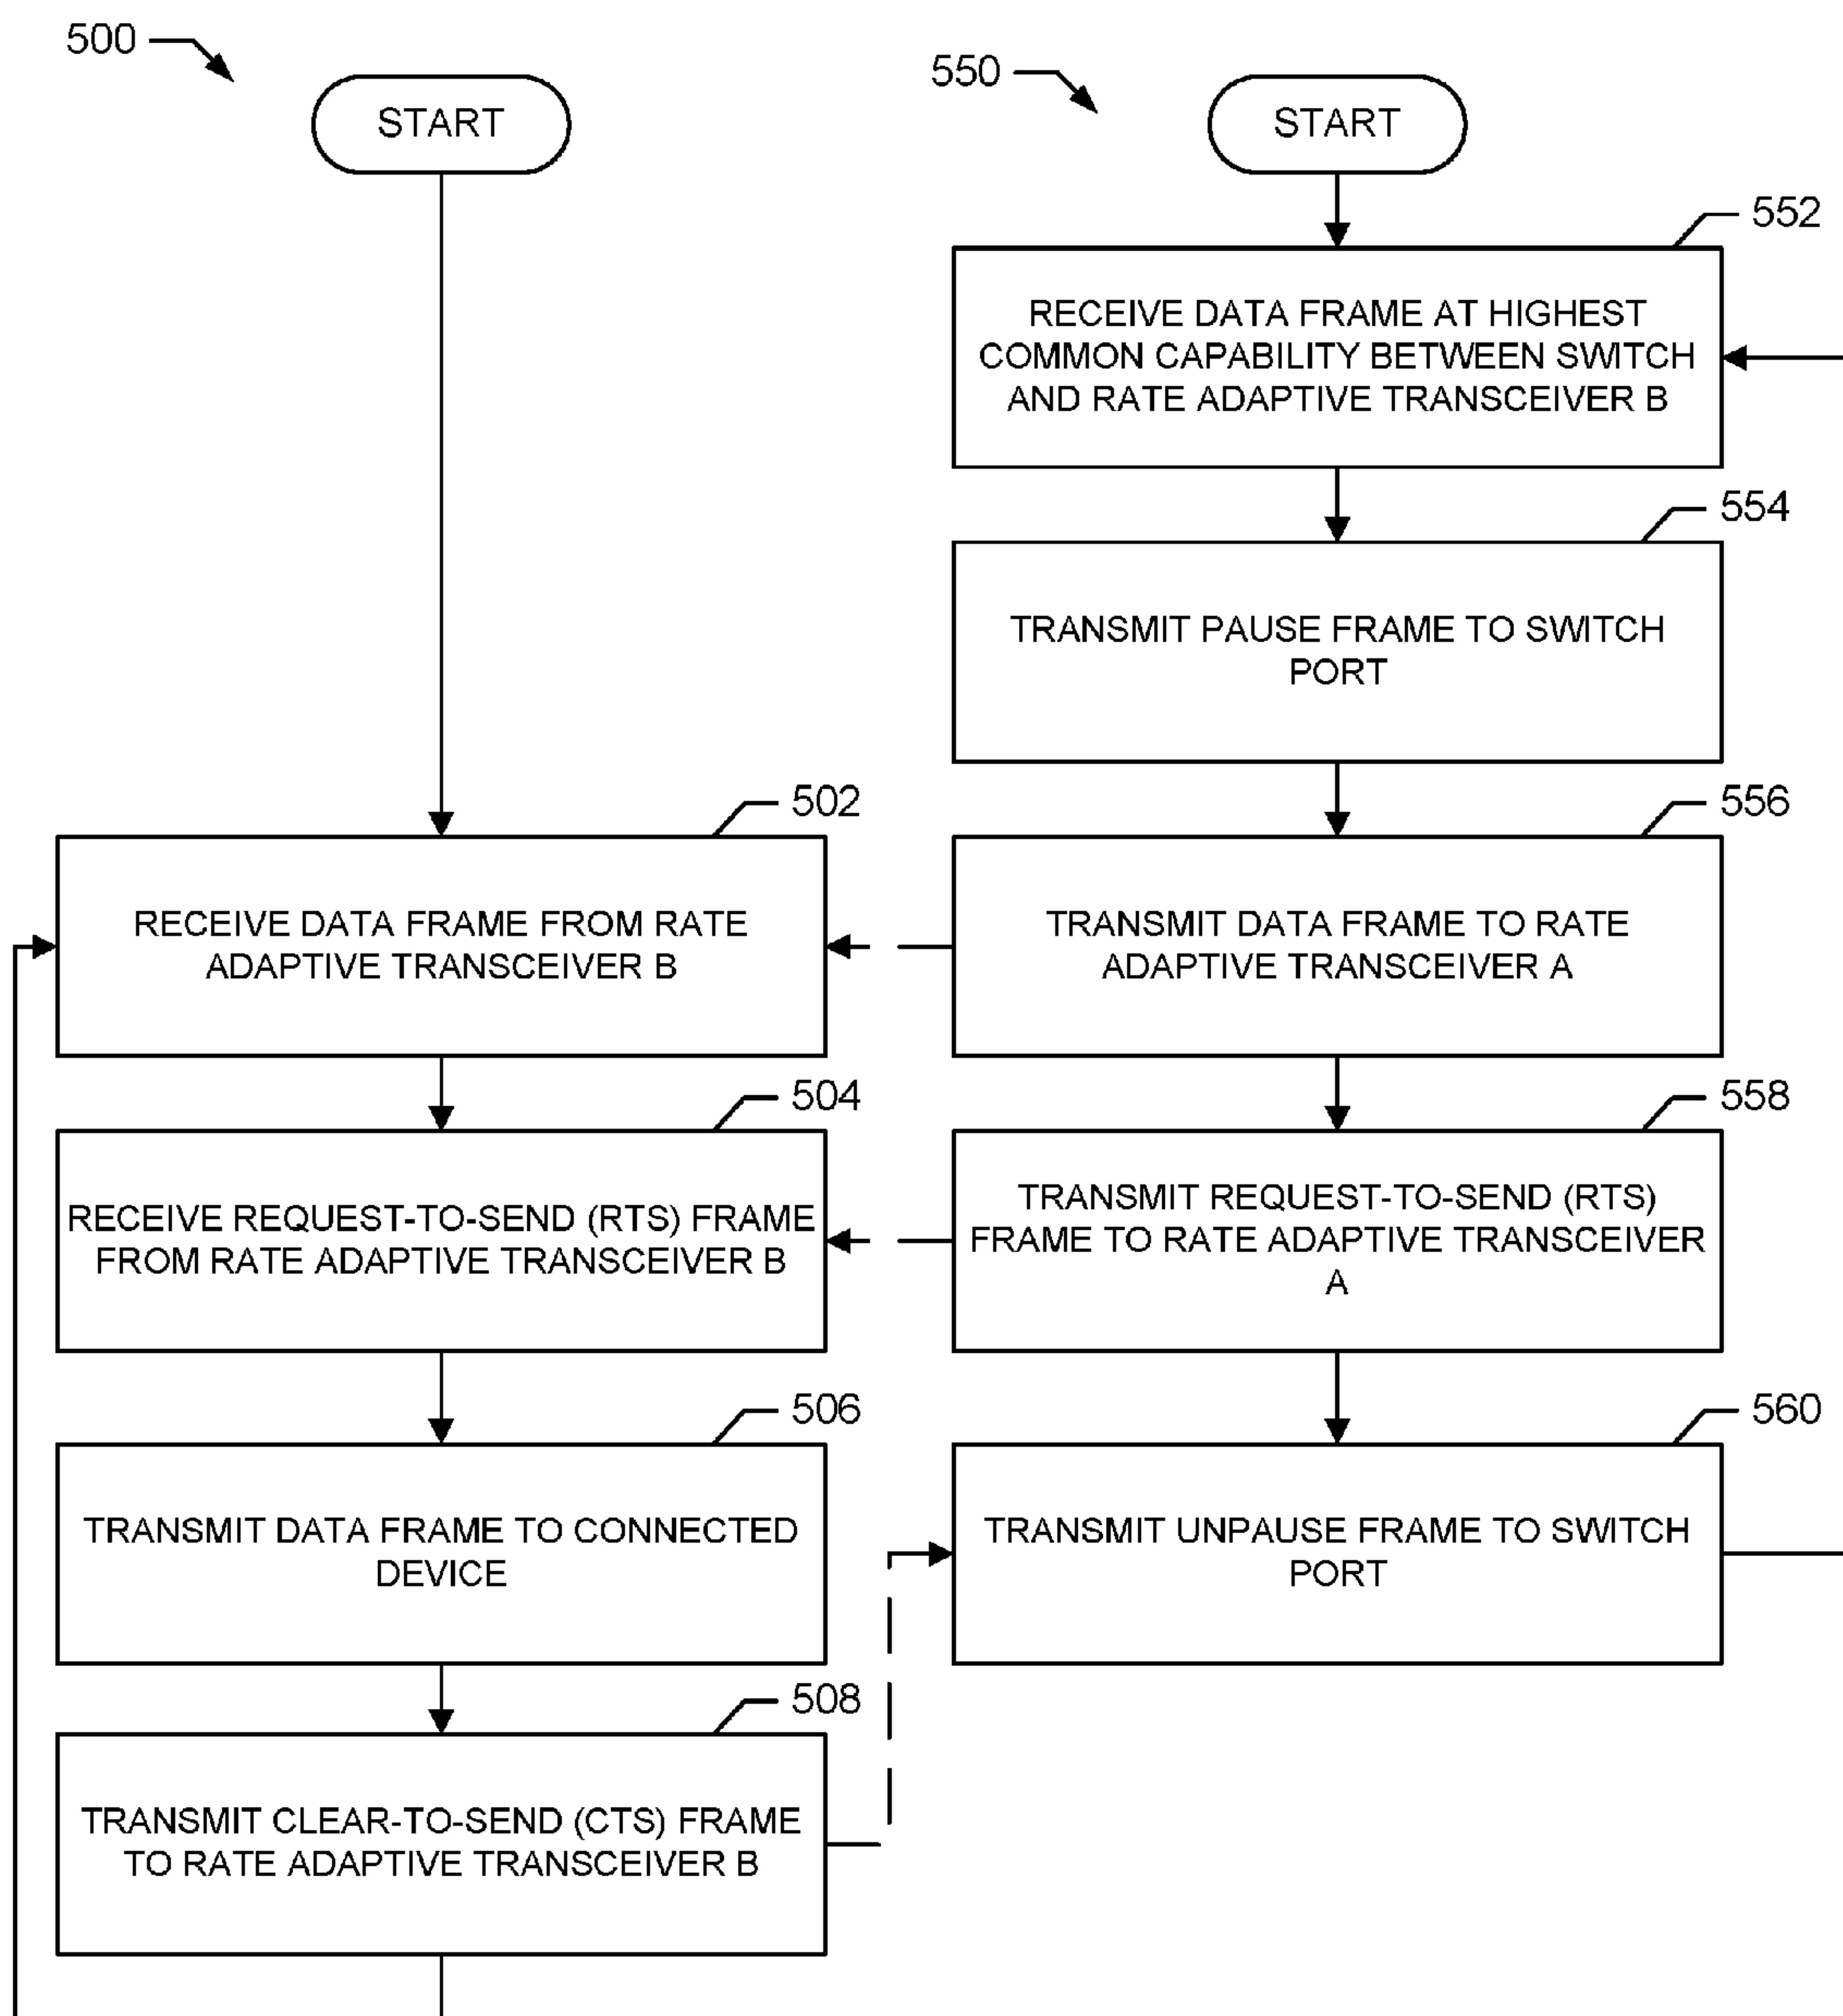 500
START
502
RECEIVE DATA FRAME FROM RATE
ADAPTIVE TRANSCEIVER B
504
RECEIVE REQUEST-TO-SEND (RTS) FRAME
FROM RATE ADAPTIVE TRANSCEIVER B
506
TRANSMIT DATA FRAME TO CONNECTED
DEVICE
508
TRANSMIT CLEAR-TO-SEND (CTS) FRAME
TO RATE ADAPTIVE TRANSCEIVER B
550
START
552
RECEIVE DATA FRAME AT HIGHEST
COMMON CAPABILITY BETWEEN SWITCH
AND RATE ADAPTIVE TRANSCEIVER B
554
TRANSMIT PAUSE FRAME TO SWITCH
PORT
556
TRANSMIT DATA FRAME TO RATE
ADAPTIVE TRANSCEIVER A
558
TRANSMIT REQUEST-TO-SEND (RTS)
FRAME TO RATE ADAPTIVE TRANSCEIVER
A
560
TRANSMIT UNPAUSE FRAME TO SWITCH
PORT